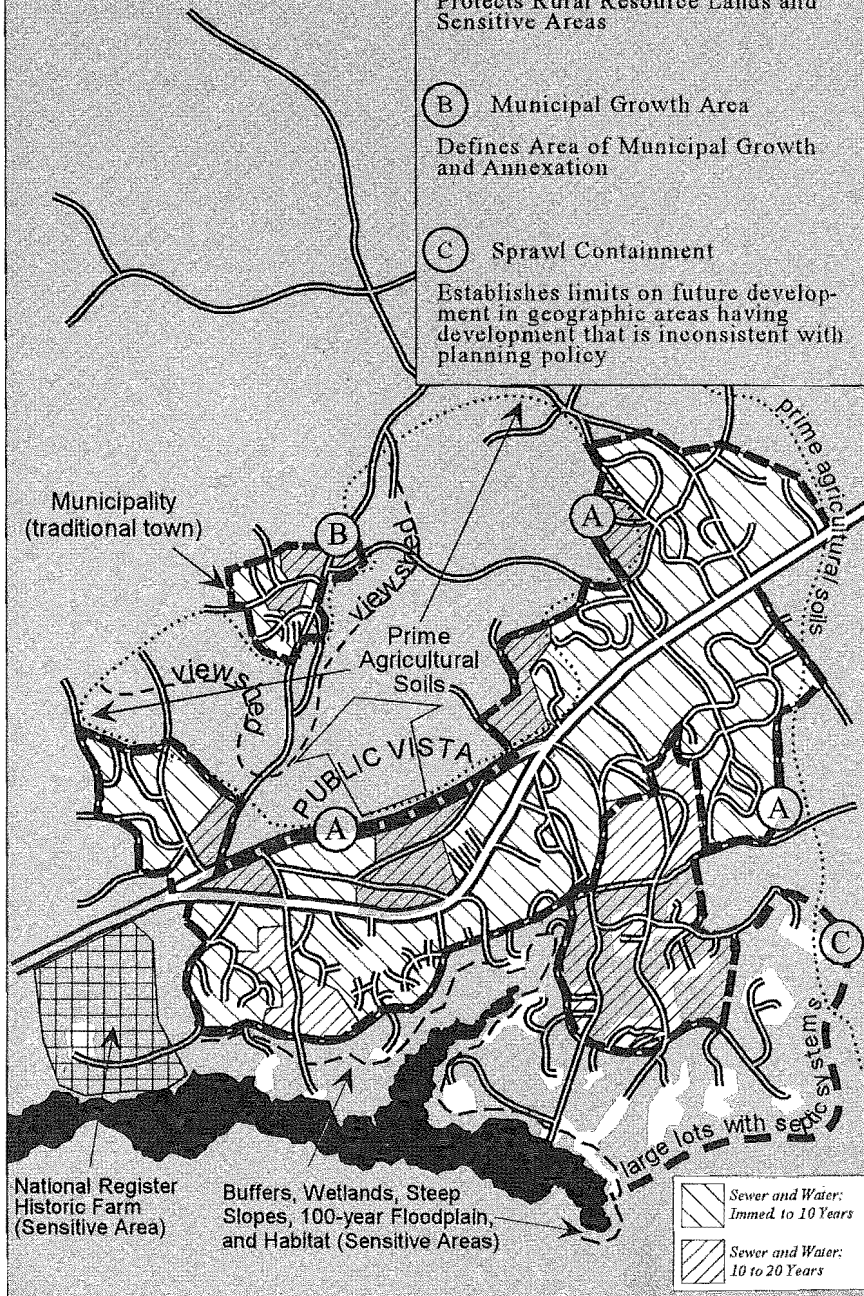 Protects Rural Resource Lands and
Sensitive Areas
B Municipal Growth Area
Defines Area of Municipal Growth
and Annexation
C Sprawl Containment
Establishes limits on future develop-
ment in geographic areas having
development that is inconsistent with
planning policy
prime agricultural soils
Municipality
(traditional town)
B
A
viewshed
Prime
Agricultural
Soils
viewshed
PUBLIC VISTA
A
A
C
large lots with septic systems
National Register
Historic Farm
(Sensitive Area)
Buffers, Wetlands, Steep
Slopes, 100-year Floodplain,
and Habitat (Sensitive Areas)
Sewer and Water:
Immed. to 10 Years
Sewer and Water:
10 to 20 Years